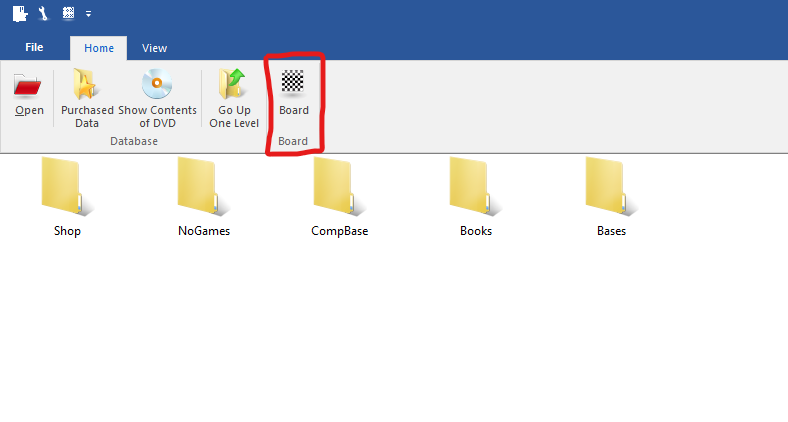 File Home View
Open
Purchased Data
Show Contents of DVD
Go Up One Level
Board
Database
Board
Shop NoGames CompBase Books Bases